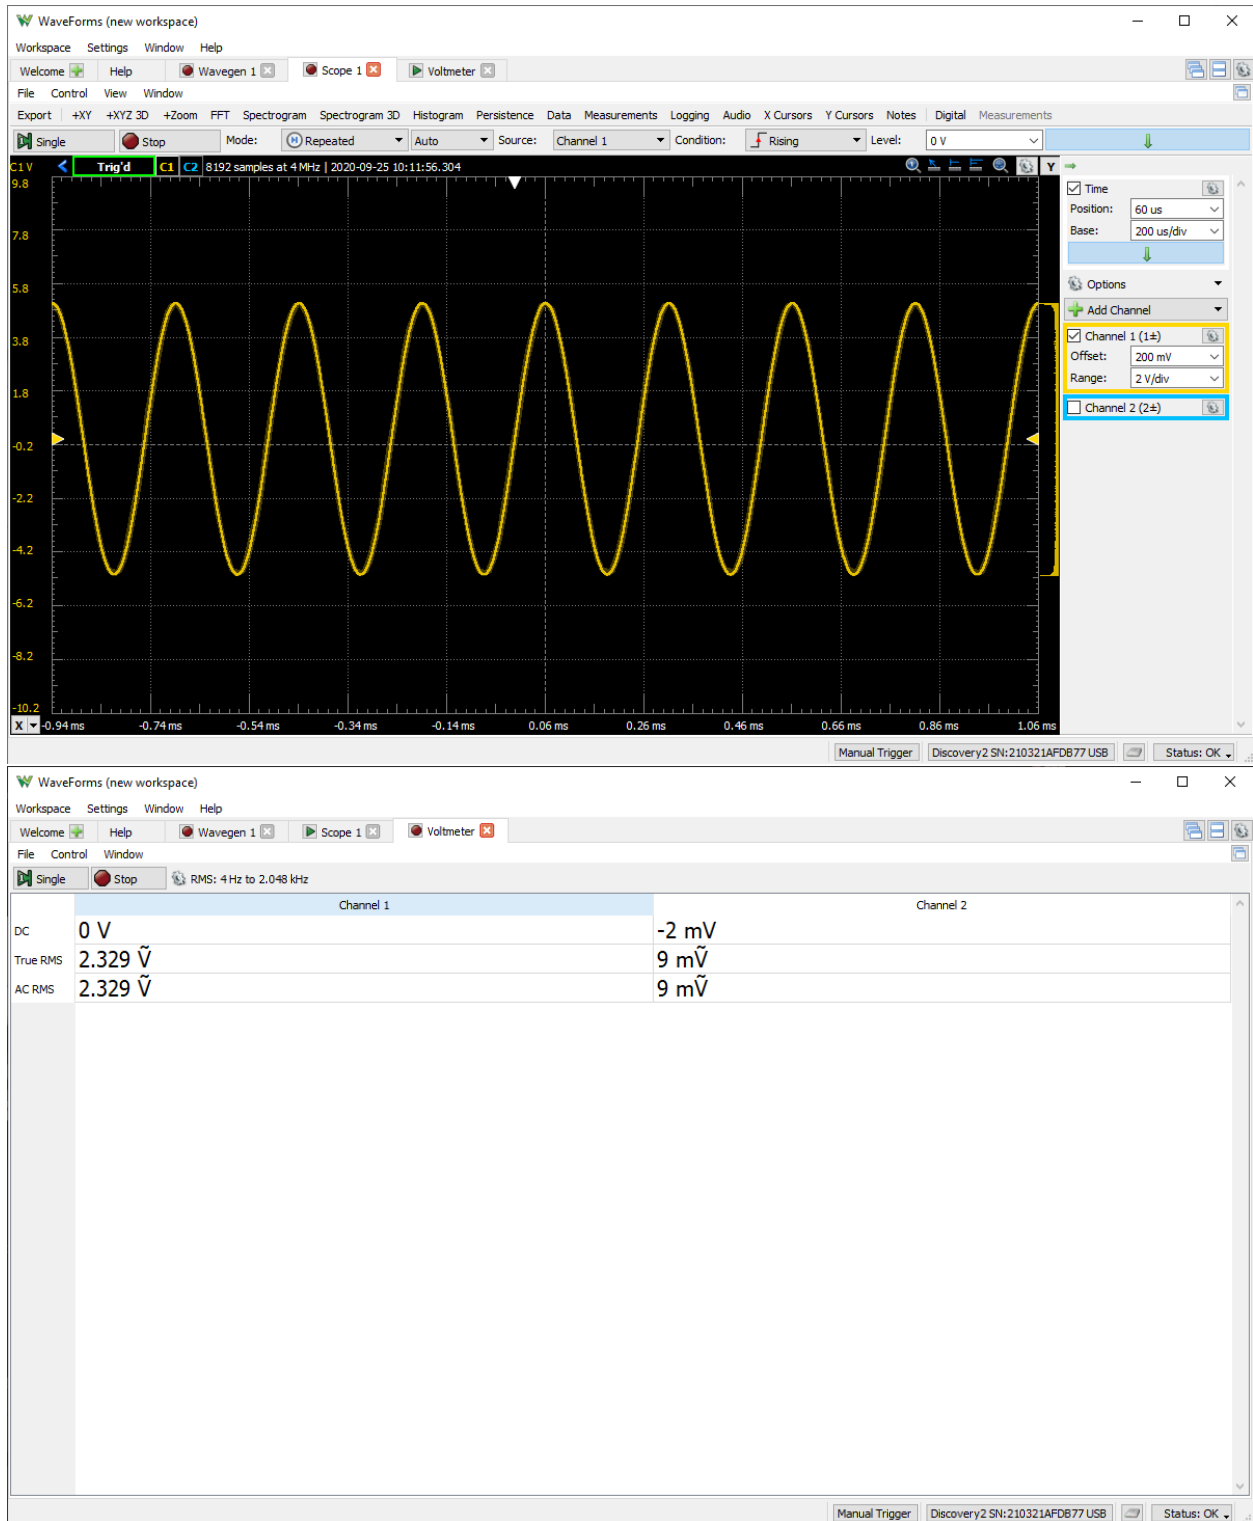 WaveForms (new workspace)
Workspace Settings Window Help
Welcome Help Wavegen 1 Scope 1 Voltmeter
File Control View Window
Export +XY +XYZ 3D +Zoom FFT Spectrogram Spectrogram 3D Histogram Persistence Data Measurements Logging Audio X Cursors Y Cursors Notes Digital Measurements
Single Stop Mode: Repeated Auto Source: Channel 1 Condition: Rising Level: 0 V
C1 V Trig'd C1 C2 8192 samples at 4 MHz | 2020-09-25 10:11:56.304 Y
9.8
7.8
5.8
3.8
1.8
-0.2
-2.2
-4.2
-6.2
-8.2
-10.2
X -0.94 ms -0.74 ms -0.54 ms -0.34 ms -0.14 ms 0.06 ms 0.26 ms 0.46 ms 0.66 ms 0.86 ms 1.06 ms
Time
Position: 60 us
Base: 200 us/div
Options
Add Channel
Channel 1 (1±)
Offset: 200 mV
Range: 2 V/div
Channel 2 (2±)
Manual Trigger Discovery2 SN:210321AFDB77 USB Status: OK
WaveForms (new workspace)
Workspace Settings Window Help
Welcome Help Wavegen 1 Scope 1 Voltmeter
File Control Window
Single Stop RMS: 4 Hz to 2.048 kHz
Channel 1 Channel 2
DC 0 V -2 mV
True RMS 2.329 Ṽ 9 mṼ
AC RMS 2.329 Ṽ 9 mṼ
Manual Trigger Discovery2 SN:210321AFDB77 USB Status: OK